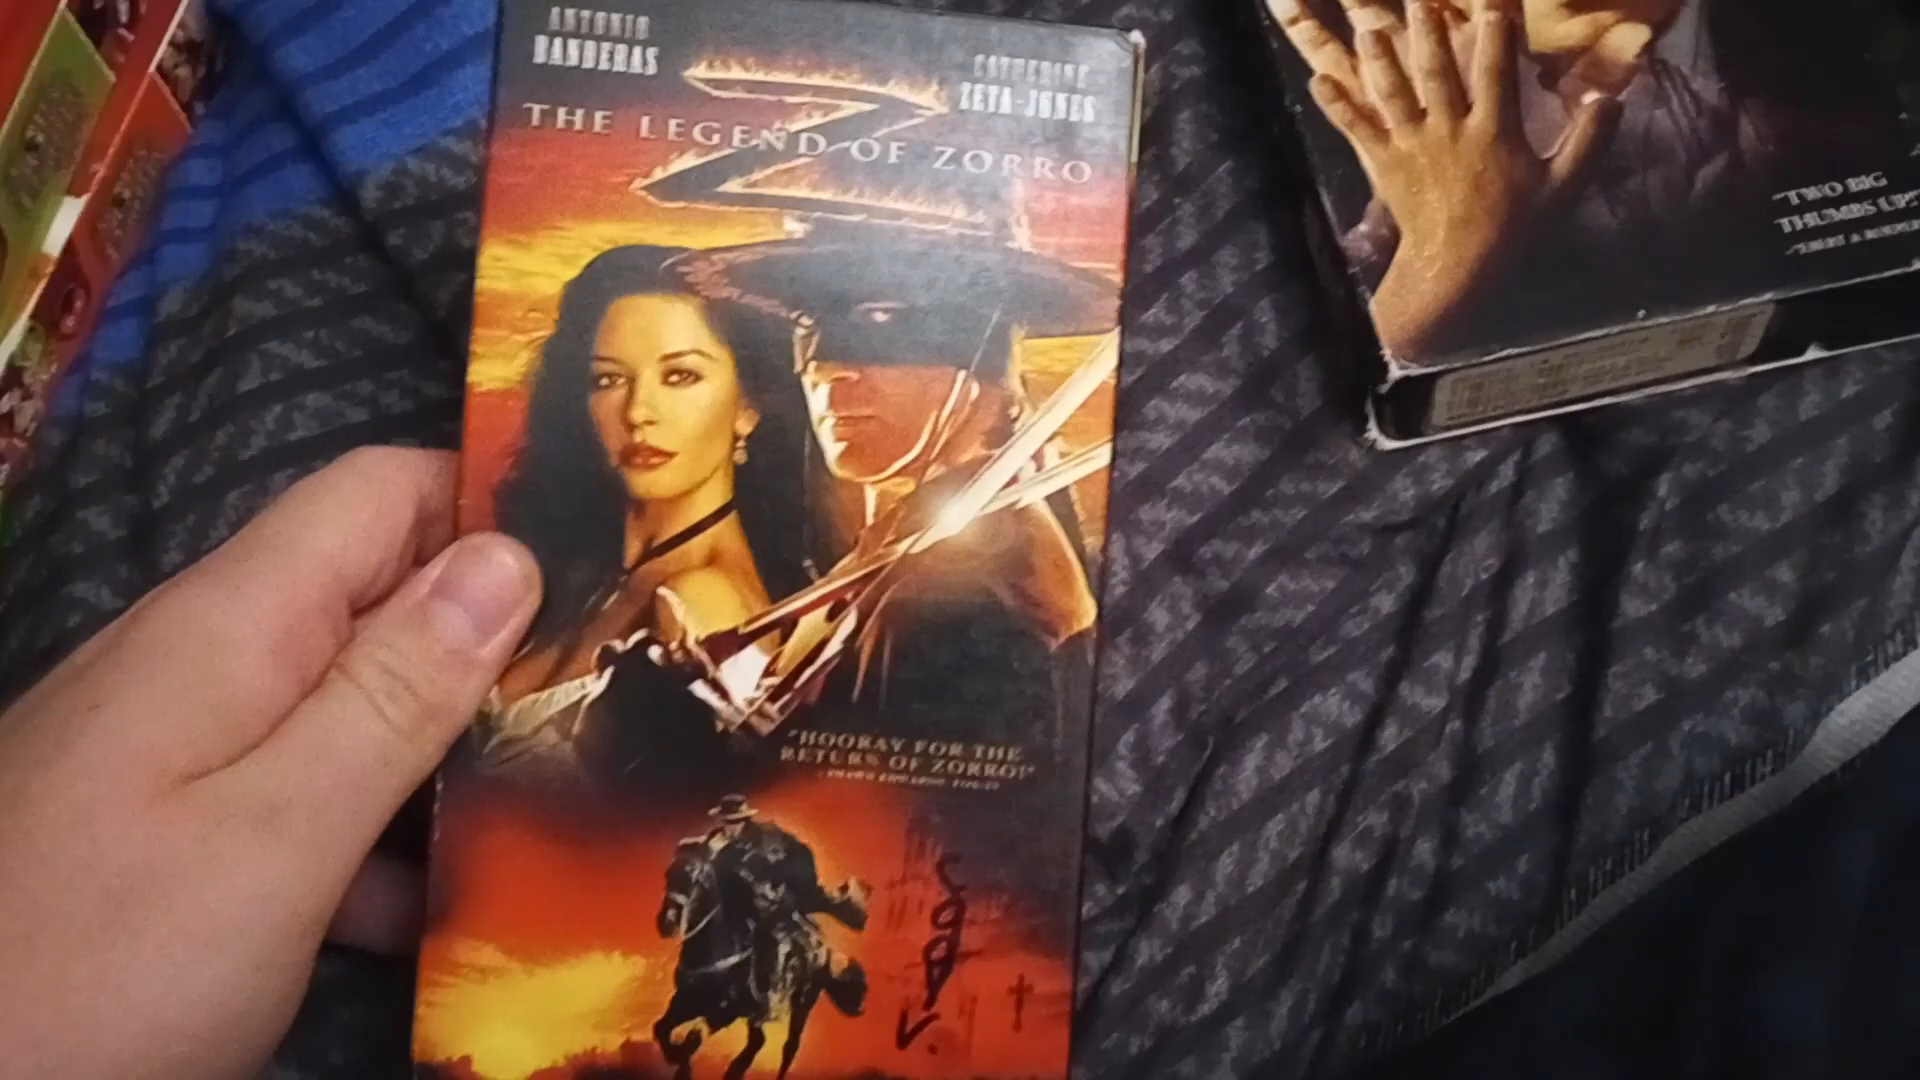 ANTONIO
BANDERAS
CATHERINE
ZETA-JONES
THE LEGEND OF ZORRO
"HOORAY FOR THE
RETURN OF ZORRO!"
"TWO BIG
THUMBS UP!"